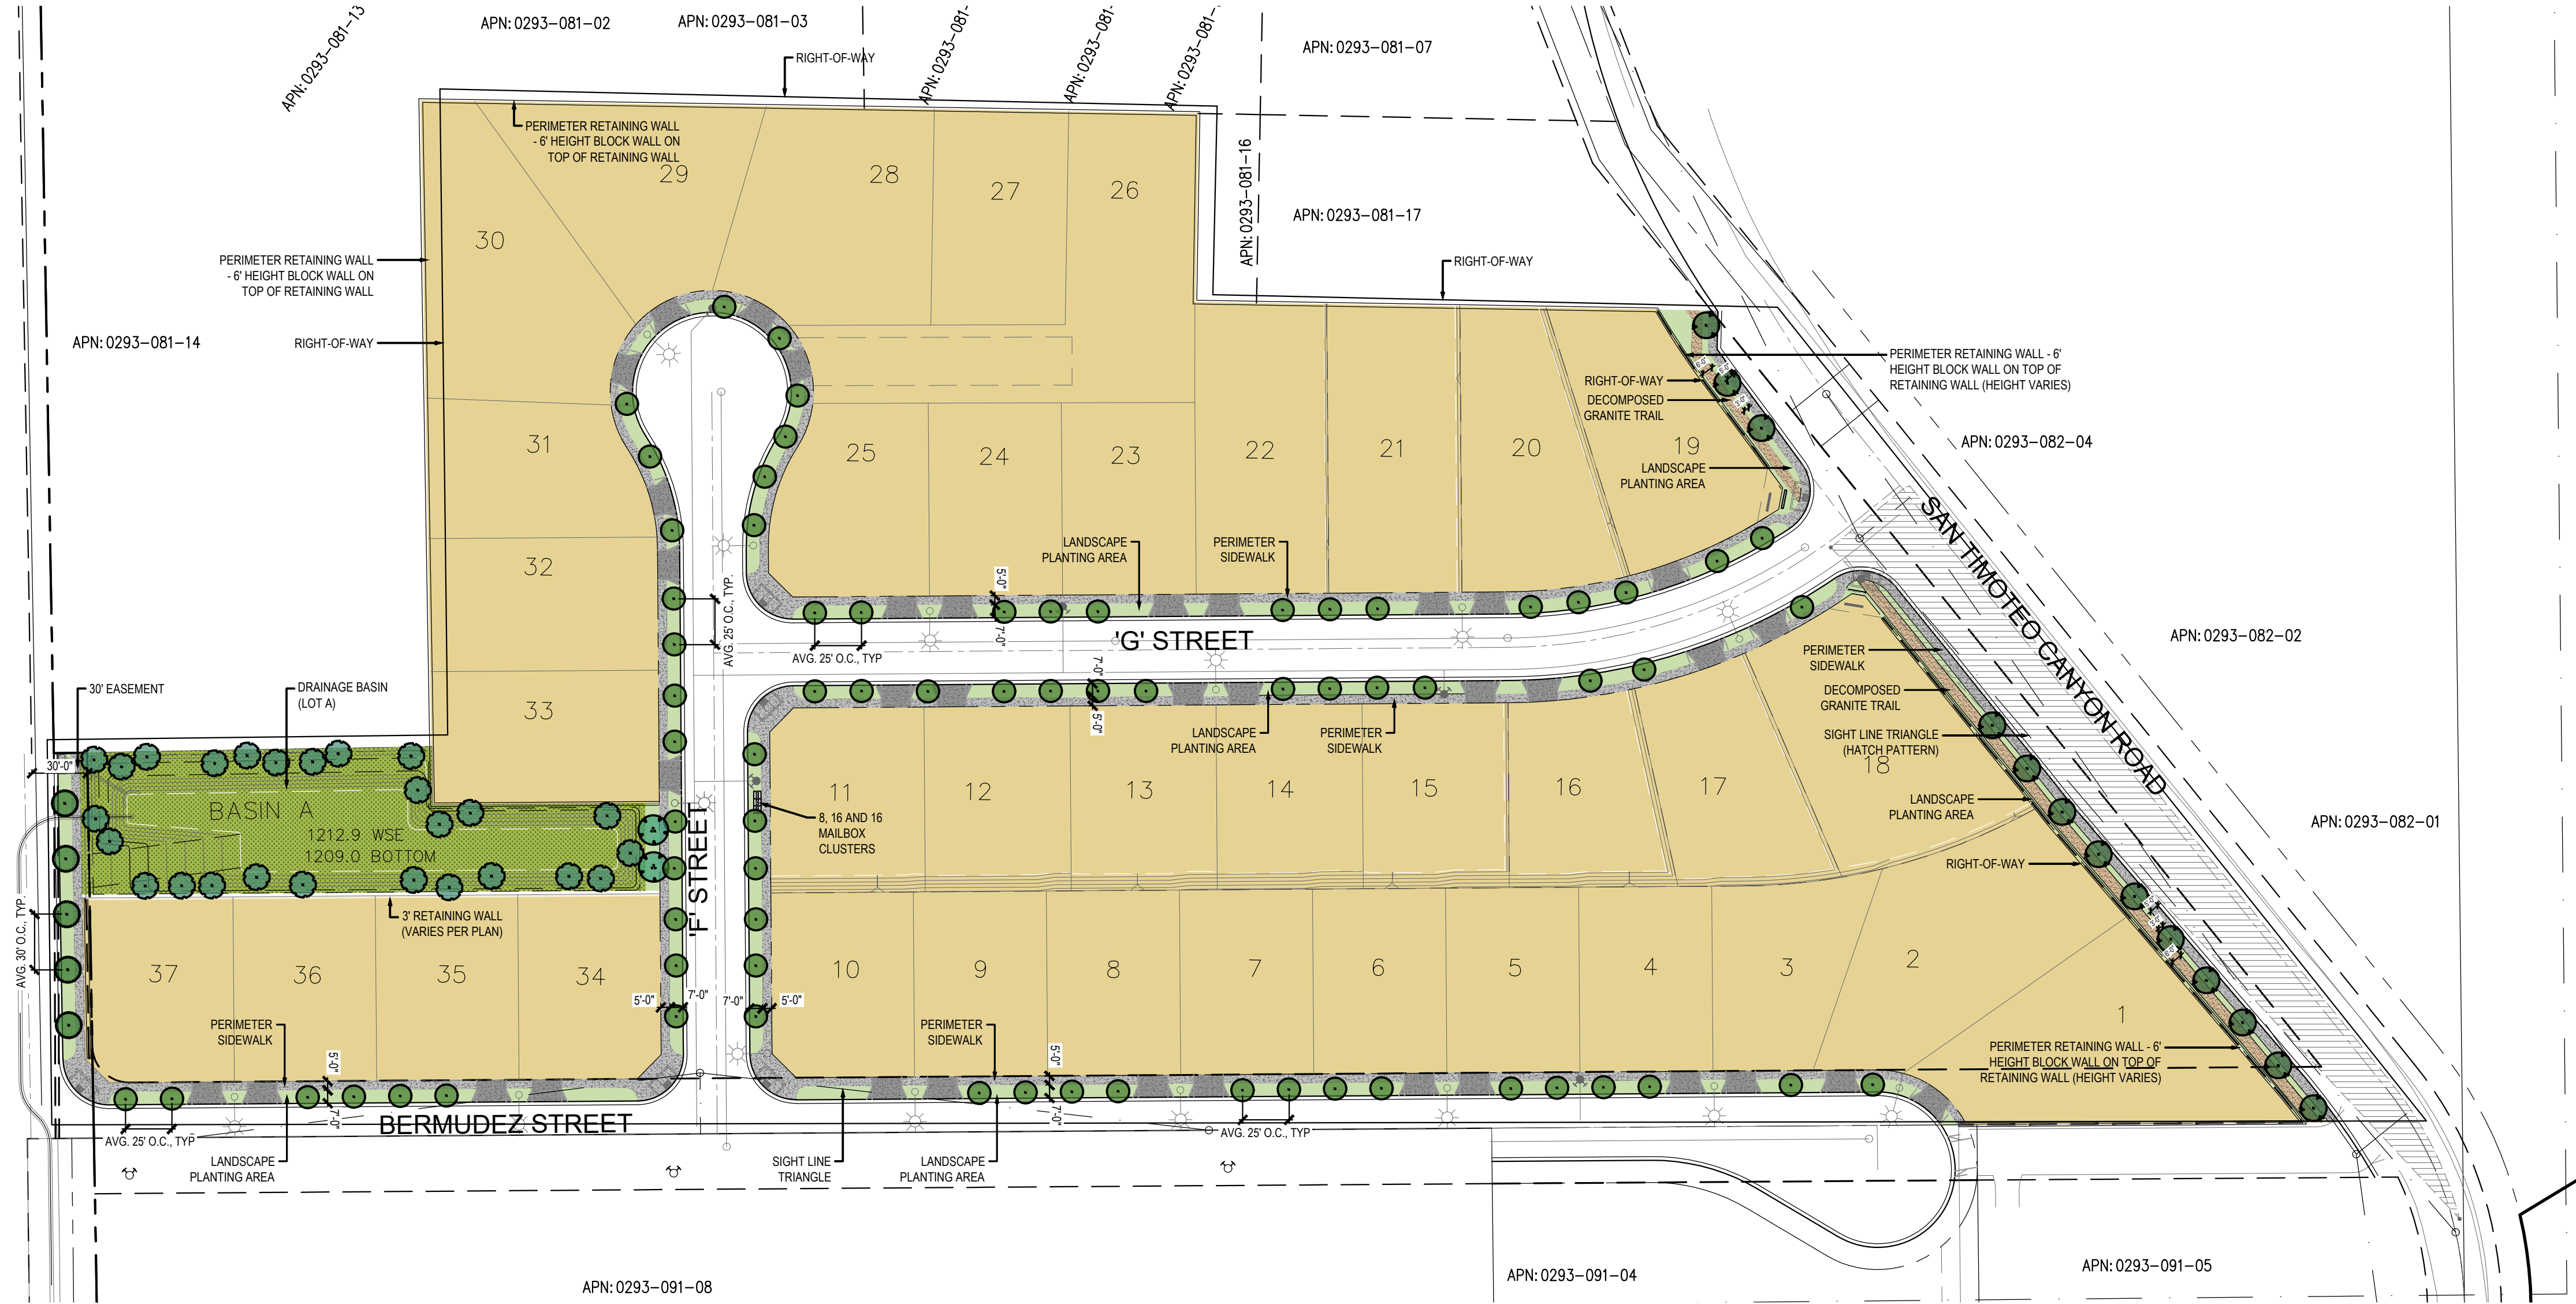 APN: 0293-081-13
APN: 0293-081-02
APN: 0293-081-03
APN: 0293-081-
APN: 0293-081-
APN: 0293-081-
APN: 0293-081-07
RIGHT-OF-WAY
PERIMETER RETAINING WALL
- 6' HEIGHT BLOCK WALL ON
TOP OF RETAINING WALL
29
28
27
26
30
APN: 0293-081-16
APN: 0293-081-17
PERIMETER RETAINING WALL
- 6' HEIGHT BLOCK WALL ON
TOP OF RETAINING WALL
RIGHT-OF-WAY
APN: 0293-081-14
RIGHT-OF-WAY
PERIMETER RETAINING WALL - 6'
HEIGHT BLOCK WALL ON TOP OF
RETAINING WALL (HEIGHT VARIES)
RIGHT-OF-WAY
DECOMPOSED
GRANITE TRAIL
LANDSCAPE
PLANTING AREA
31
25
24
23
22
21
20
19
APN: 0293-082-04
SAN TIMOTEO CANYON ROAD
32
LANDSCAPE
PLANTING AREA
PERIMETER
SIDEWALK
5'-0"
7'-0"
AVG. 25' O.C., TYP.
AVG. 25' O.C., TYP
'G' STREET
7'-0"
5'-0"
APN: 0293-082-02
PERIMETER
SIDEWALK
DECOMPOSED
GRANITE TRAIL
SIGHT LINE TRIANGLE
(HATCH PATTERN)
30' EASEMENT
DRAINAGE BASIN
(LOT A)
33
LANDSCAPE
PLANTING AREA
PERIMETER
SIDEWALK
30'-0"
BASIN A
1212.9 WSE
1209.0 BOTTOM
11
12
13
14
15
16
17
18
8, 16 AND 16
MAILBOX
CLUSTERS
LANDSCAPE
PLANTING AREA
APN: 0293-082-01
RIGHT-OF-WAY
'F' STREET
AVG. 30' O.C., TYP.
3' RETAINING WALL
(VARIES PER PLAN)
37
36
35
34
10
9
8
7
6
5
4
3
2
1
5'-0"
7'-0"
7'-0"
5'-0"
PERIMETER
SIDEWALK
5'-0"
7'-0"
PERIMETER
SIDEWALK
5'-0"
7'-0"
PERIMETER RETAINING WALL - 6'
HEIGHT BLOCK WALL ON TOP OF
RETAINING WALL (HEIGHT VARIES)
BERMUDEZ STREET
AVG. 25' O.C., TYP
AVG. 25' O.C., TYP
LANDSCAPE
PLANTING AREA
SIGHT LINE
TRIANGLE
LANDSCAPE
PLANTING AREA
APN: 0293-091-08
APN: 0293-091-04
APN: 0293-091-05